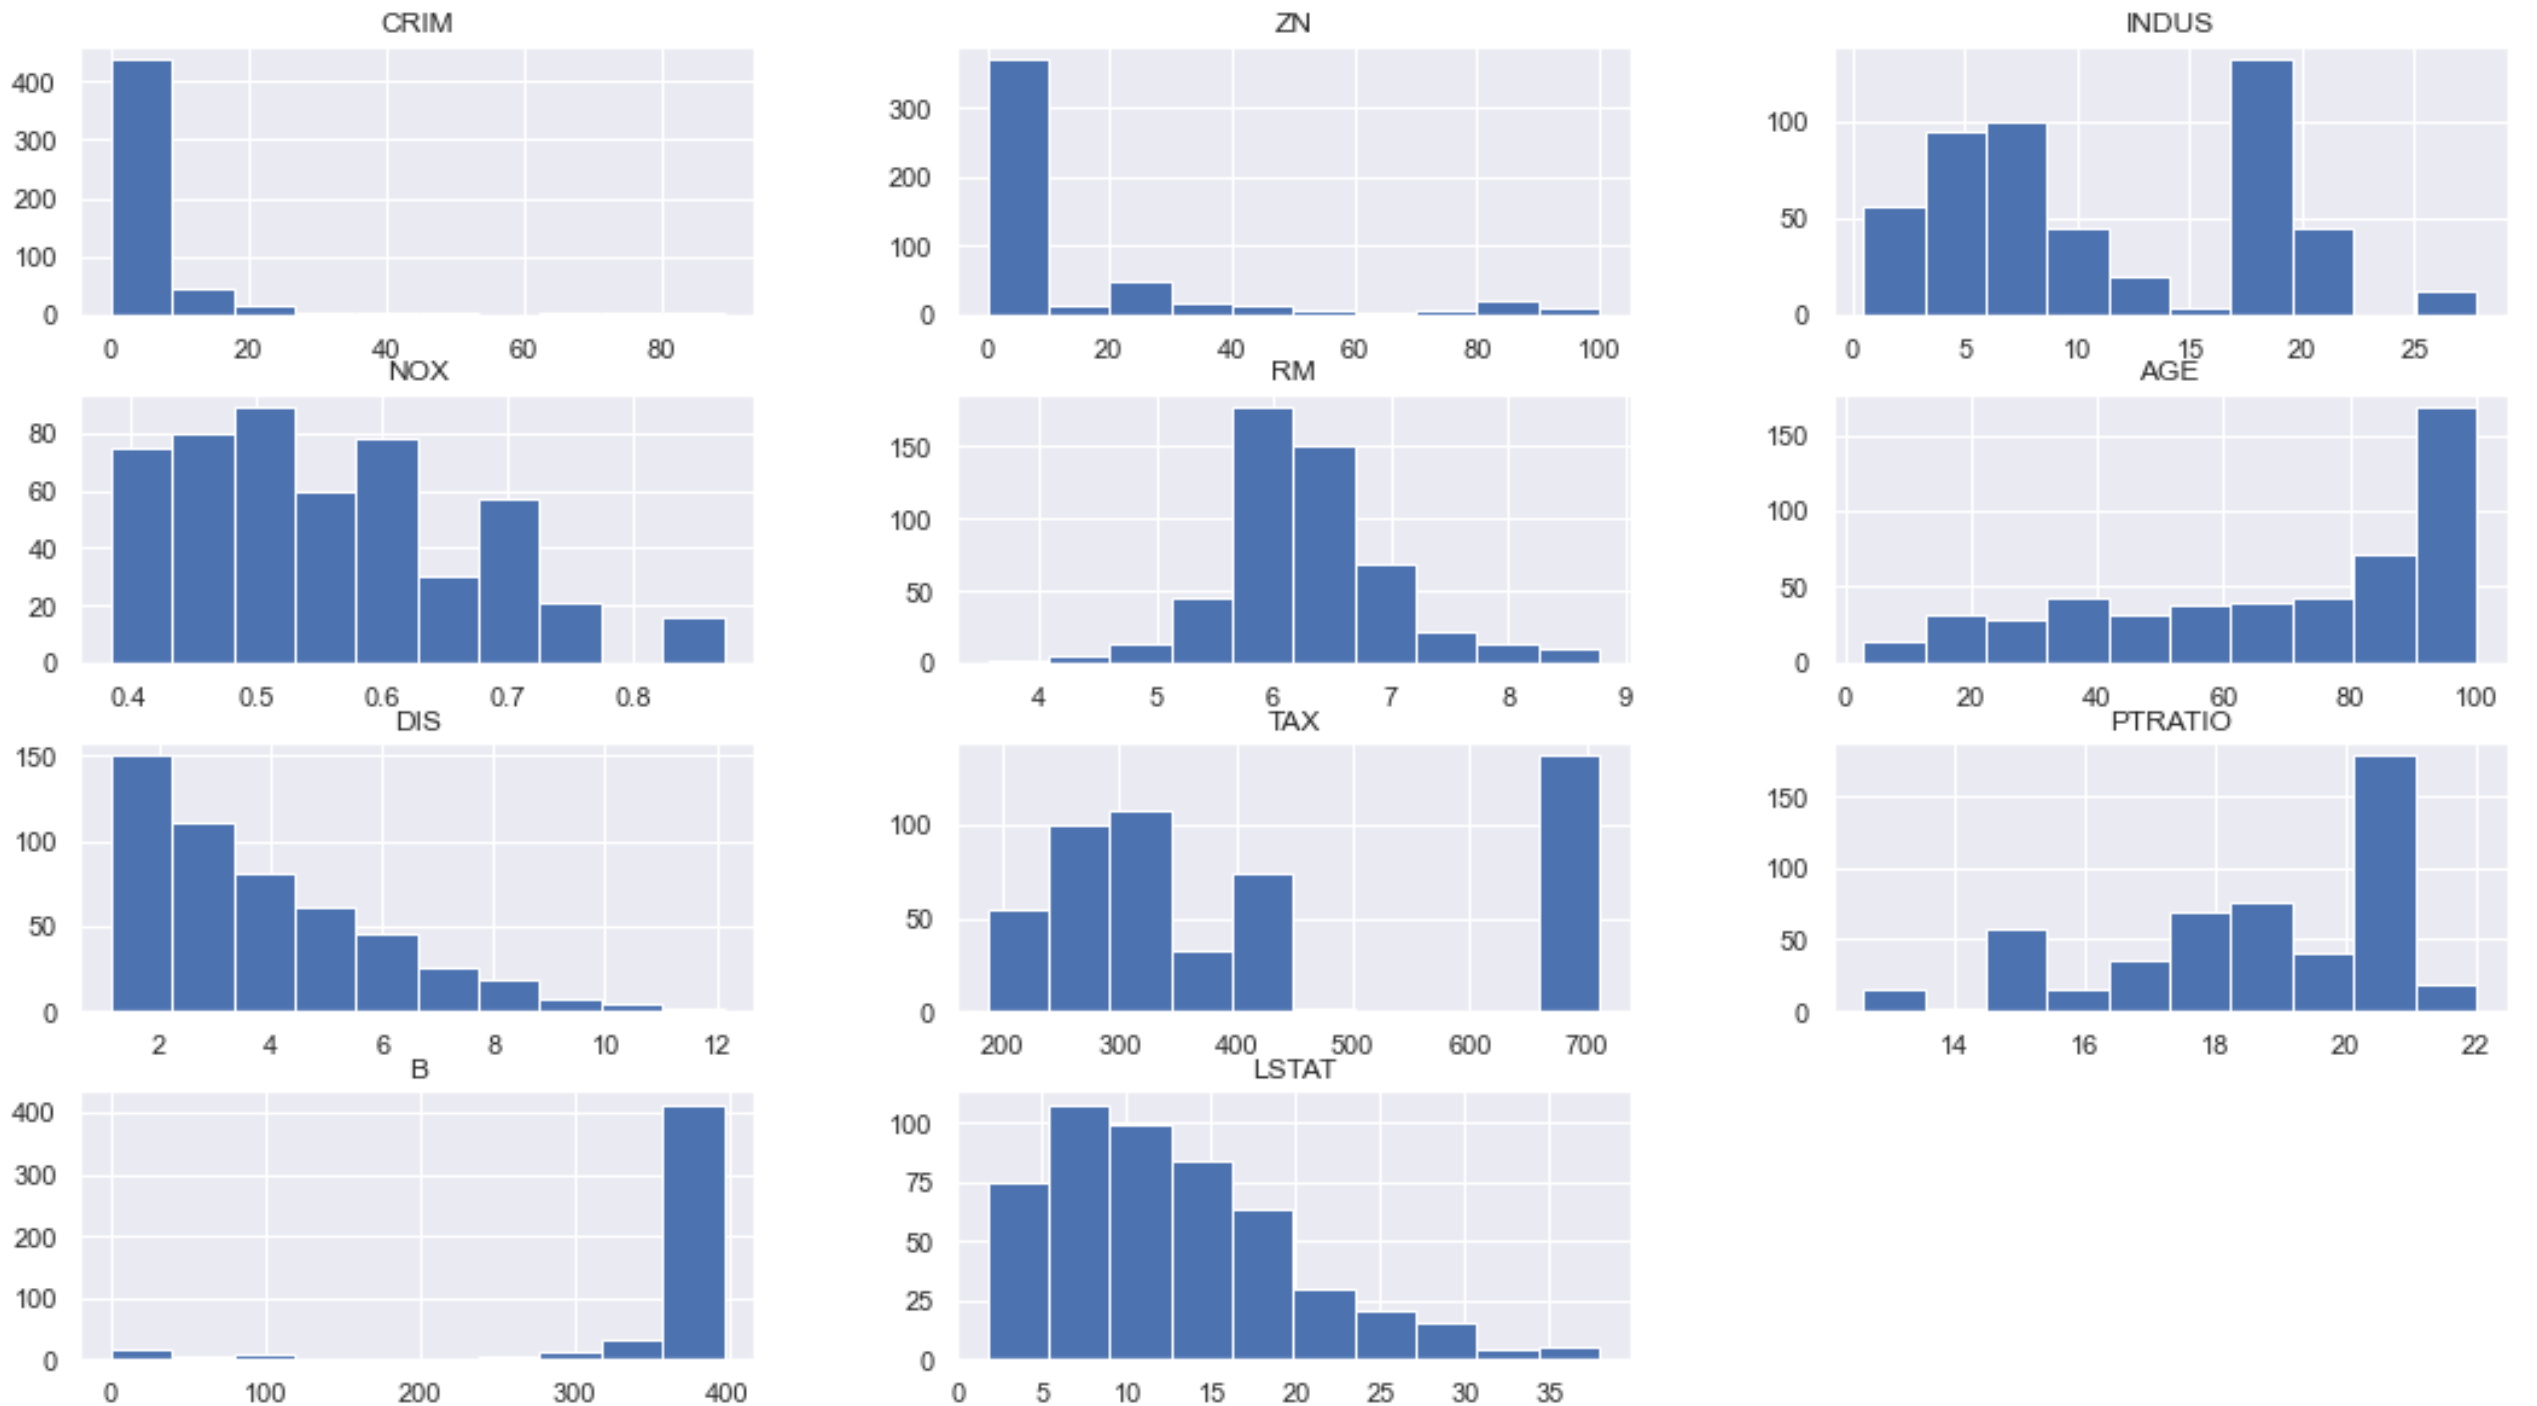 CRIM
400
300
200
100
0
0 20 40 60 80
ZN
300
200
100
0
0 20 40 60 80 100
INDUS
100
50
0
0 5 10 15 20 25
NOX
80
60
40
20
0
0.4 0.5 0.6 0.7 0.8
RM
150
100
50
0
4 5 6 7 8 9
AGE
150
100
50
0
0 20 40 60 80 100
DIS
150
100
50
0
2 4 6 8 10 12
TAX
100
50
0
200 300 400 500 600 700
PTRATIO
150
100
50
0
14 16 18 20 22
B
400
300
200
100
0
0 100 200 300 400
LSTAT
100
75
50
25
0
0 5 10 15 20 25 30 35